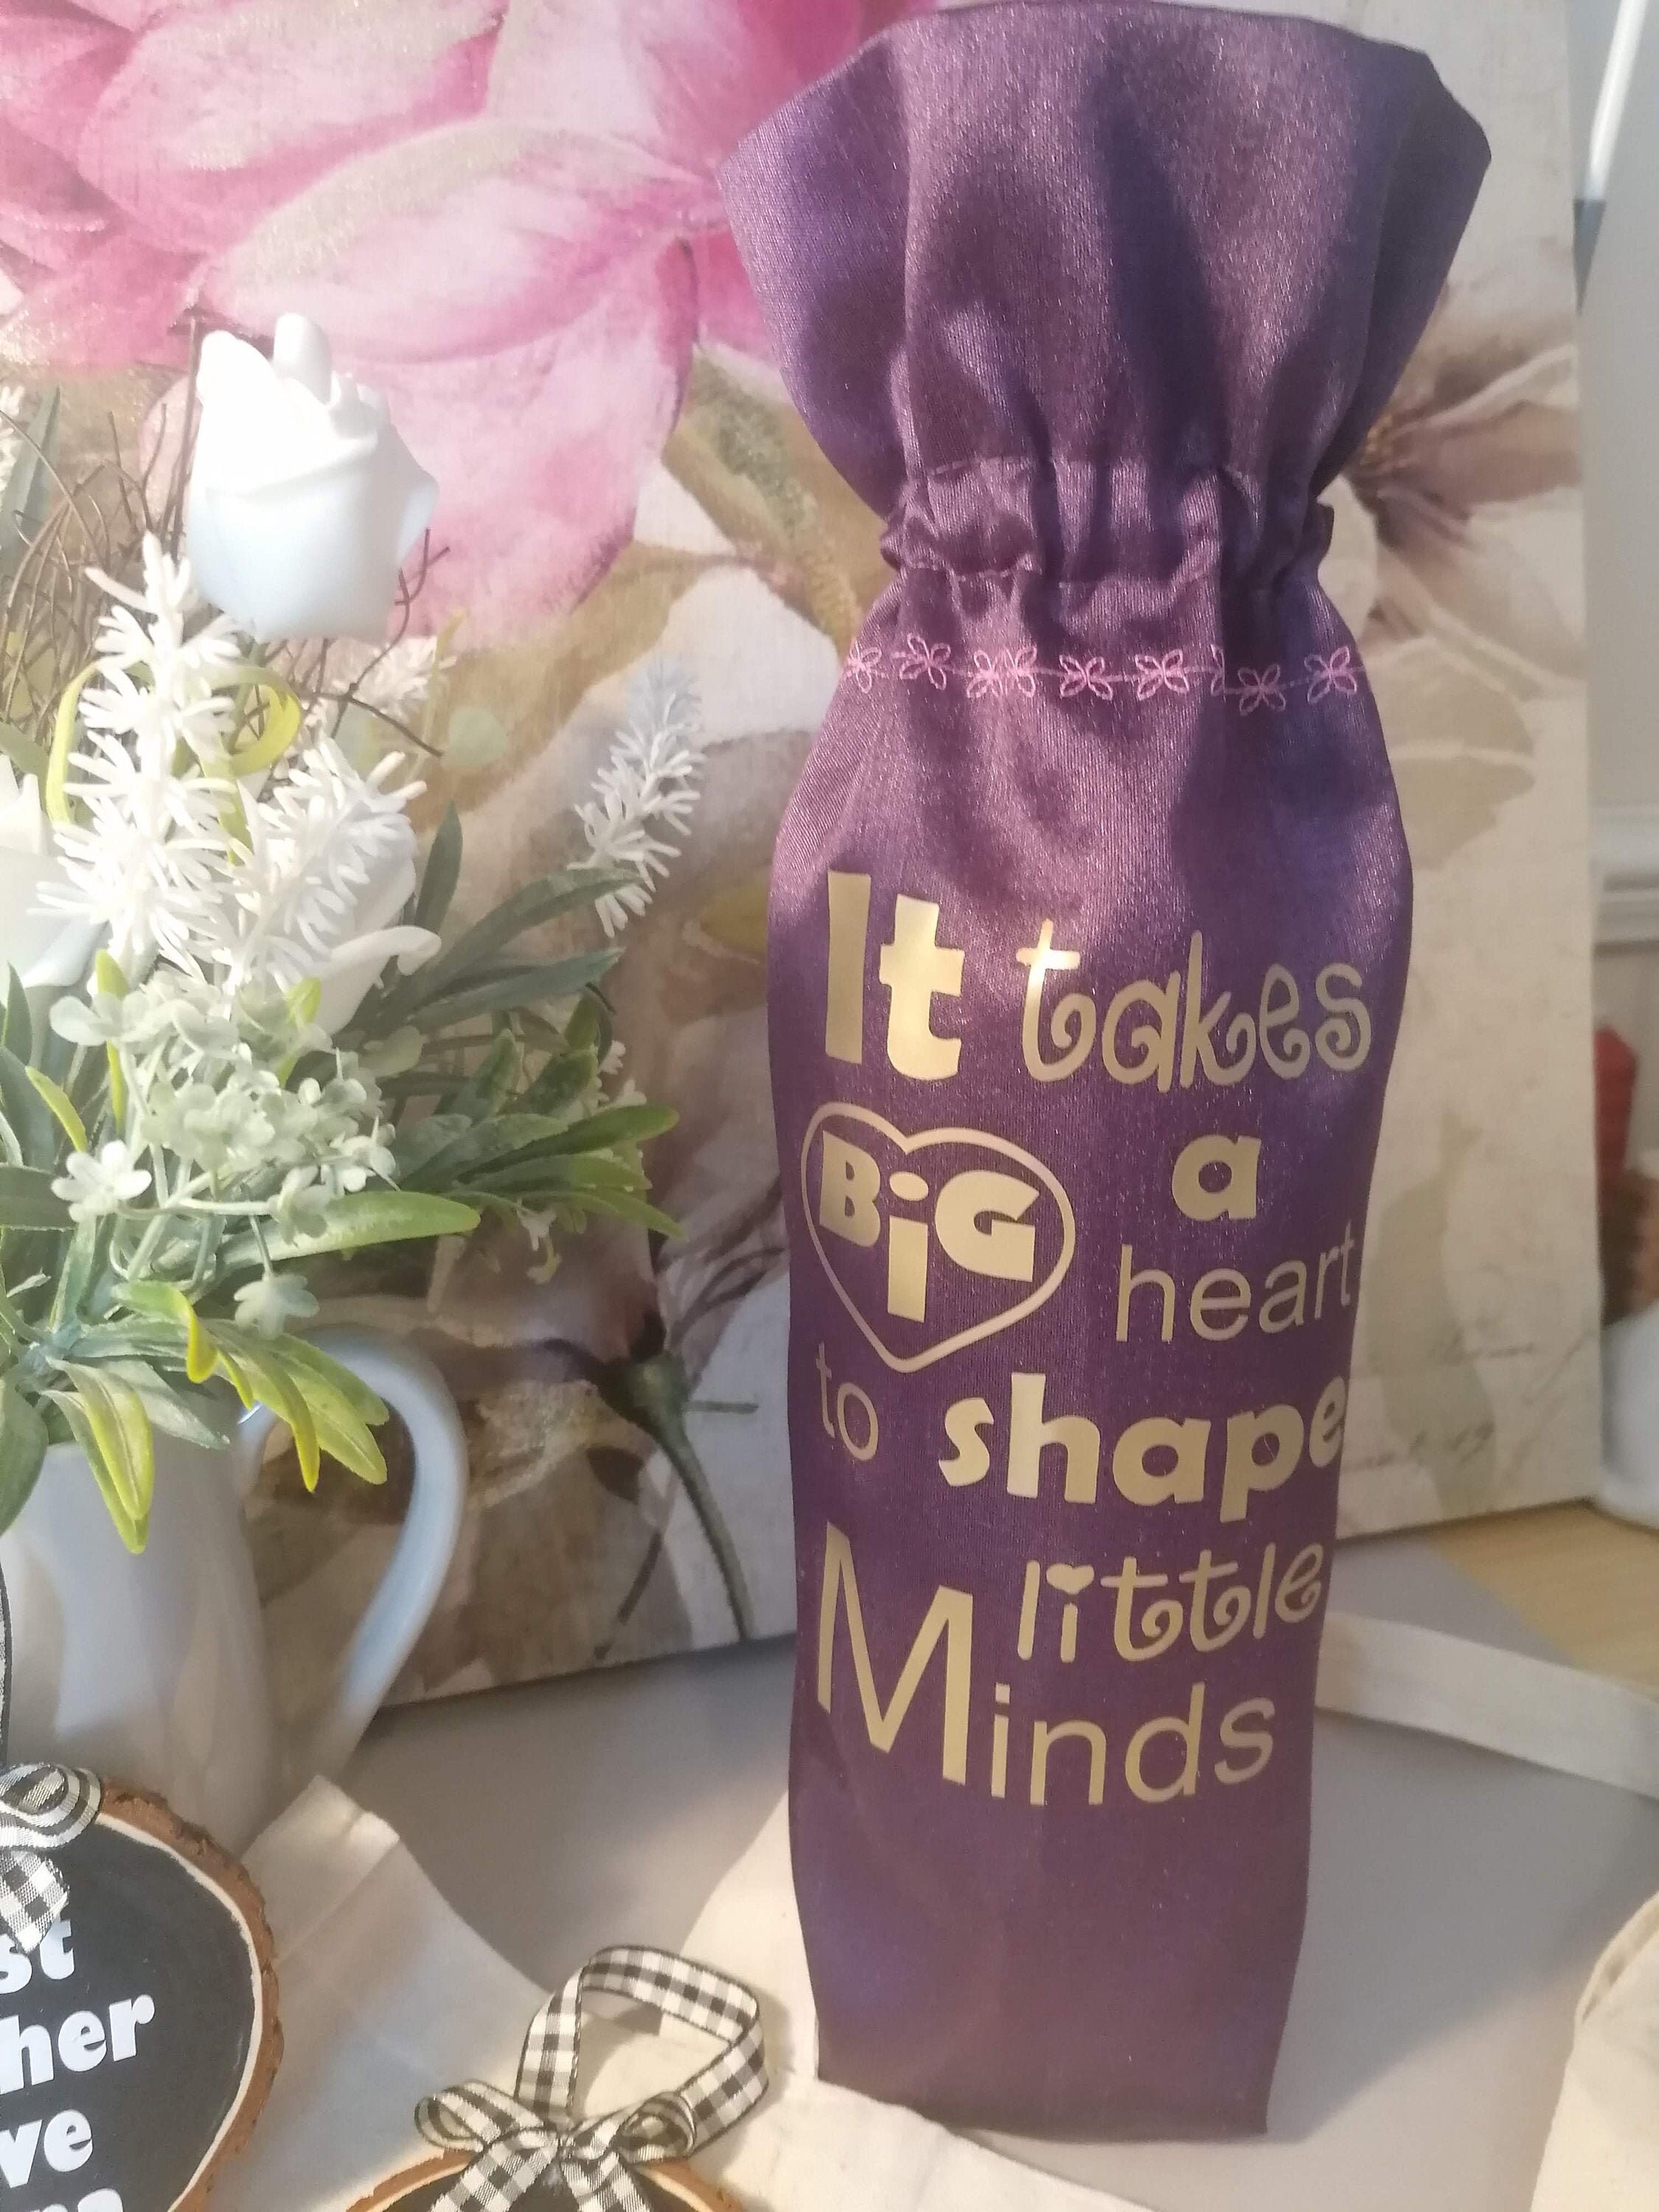 It takes
a
BiG
heart
to shape
little
Minds
st
her
ve